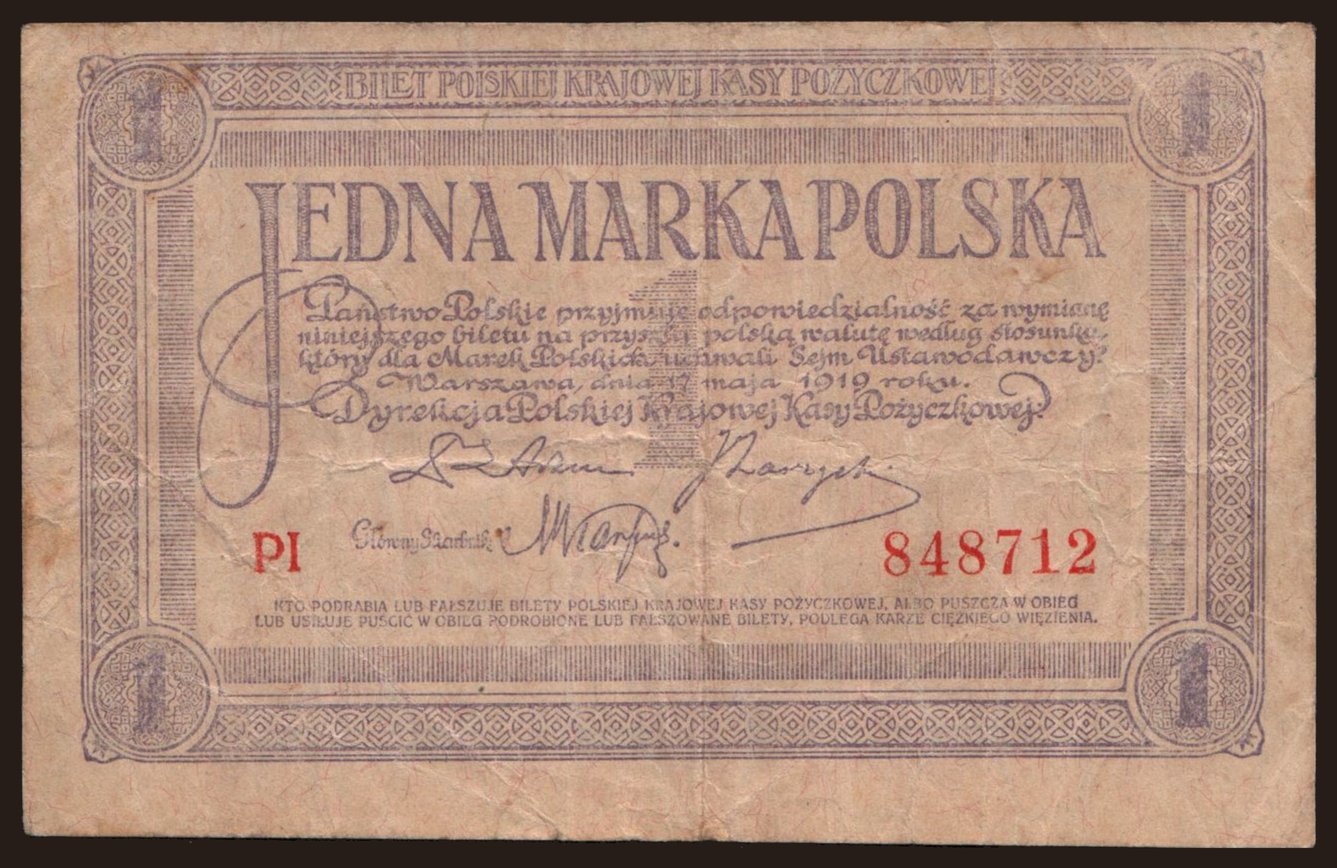 BILET POLSKIEJ KRAJOWEJ KASY POŻYCZKOWEJ
1 1
JEDNA MARKA POLSKA
1
Państwo Polskie przyjmuje odpowiedzialność za wymianę
niniejszego biletu na przyszłą polską walutę według stosunku,
który dla Marek Polskich uchwali Sejm Ustawodawczy.
Warszawa, dnia 17 maja 1919 roku.
Dyrekcja Polskiej Krajowej Kasy Pożyczkowej.
Główny Skarbnik
PI 848712
KTO PODRABIA LUB FAŁSZUJE BILETY POLSKIEJ KRAJOWEJ KASY POŻYCZKOWEJ, ALBO PUSZCZA W OBIEG
LUB USIŁUJE PUŚCIĆ W OBIEG PODROBIONE LUB FAŁSZOWANE BILETY, PODLEGA KARZE CIĘŻKIEGO WIĘZIENIA.
1 1